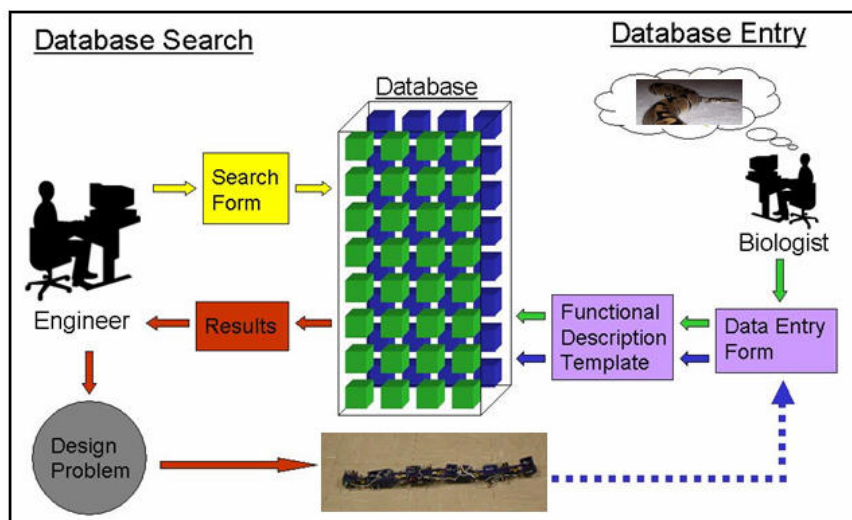 Database Search
Database Entry
Database
Search
Form
Biologist
Engineer
Results
Functional
Description
Template
Data Entry
Form
Design
Problem